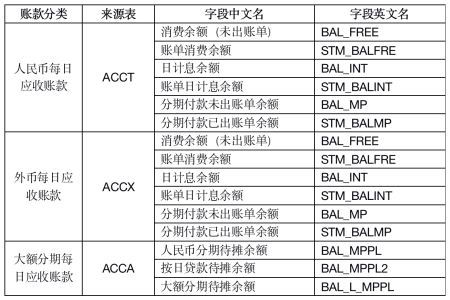 账款分类 来源表 字段中文名 字段英文名
人民币每日应收账款 ACCT 消费余额（未出账单） BAL_FREE
账单消费余额 STM_BALFRE
日计息余额 BAL_INT
账单日计息余额 STM_BALINT
分期付款未出账单余额 BAL_MP
分期付款已出账单余额 STM_BALMP
外币每日应收账款 ACCX 消费余额（未出账单） BAL_FREE
账单消费余额 STM_BALFRE
日计息余额 BAL_INT
账单日计息余额 STM_BALINT
分期付款未出账单余额 BAL_MP
分期付款已出账单余额 STM_BALMP
大额分期每日应收账款 ACCA 人民币分期待摊余额 BAL_MPPL
按日贷款待摊余额 BAL_MPPL2
大额分期待摊余额 BAL_L_MPPL